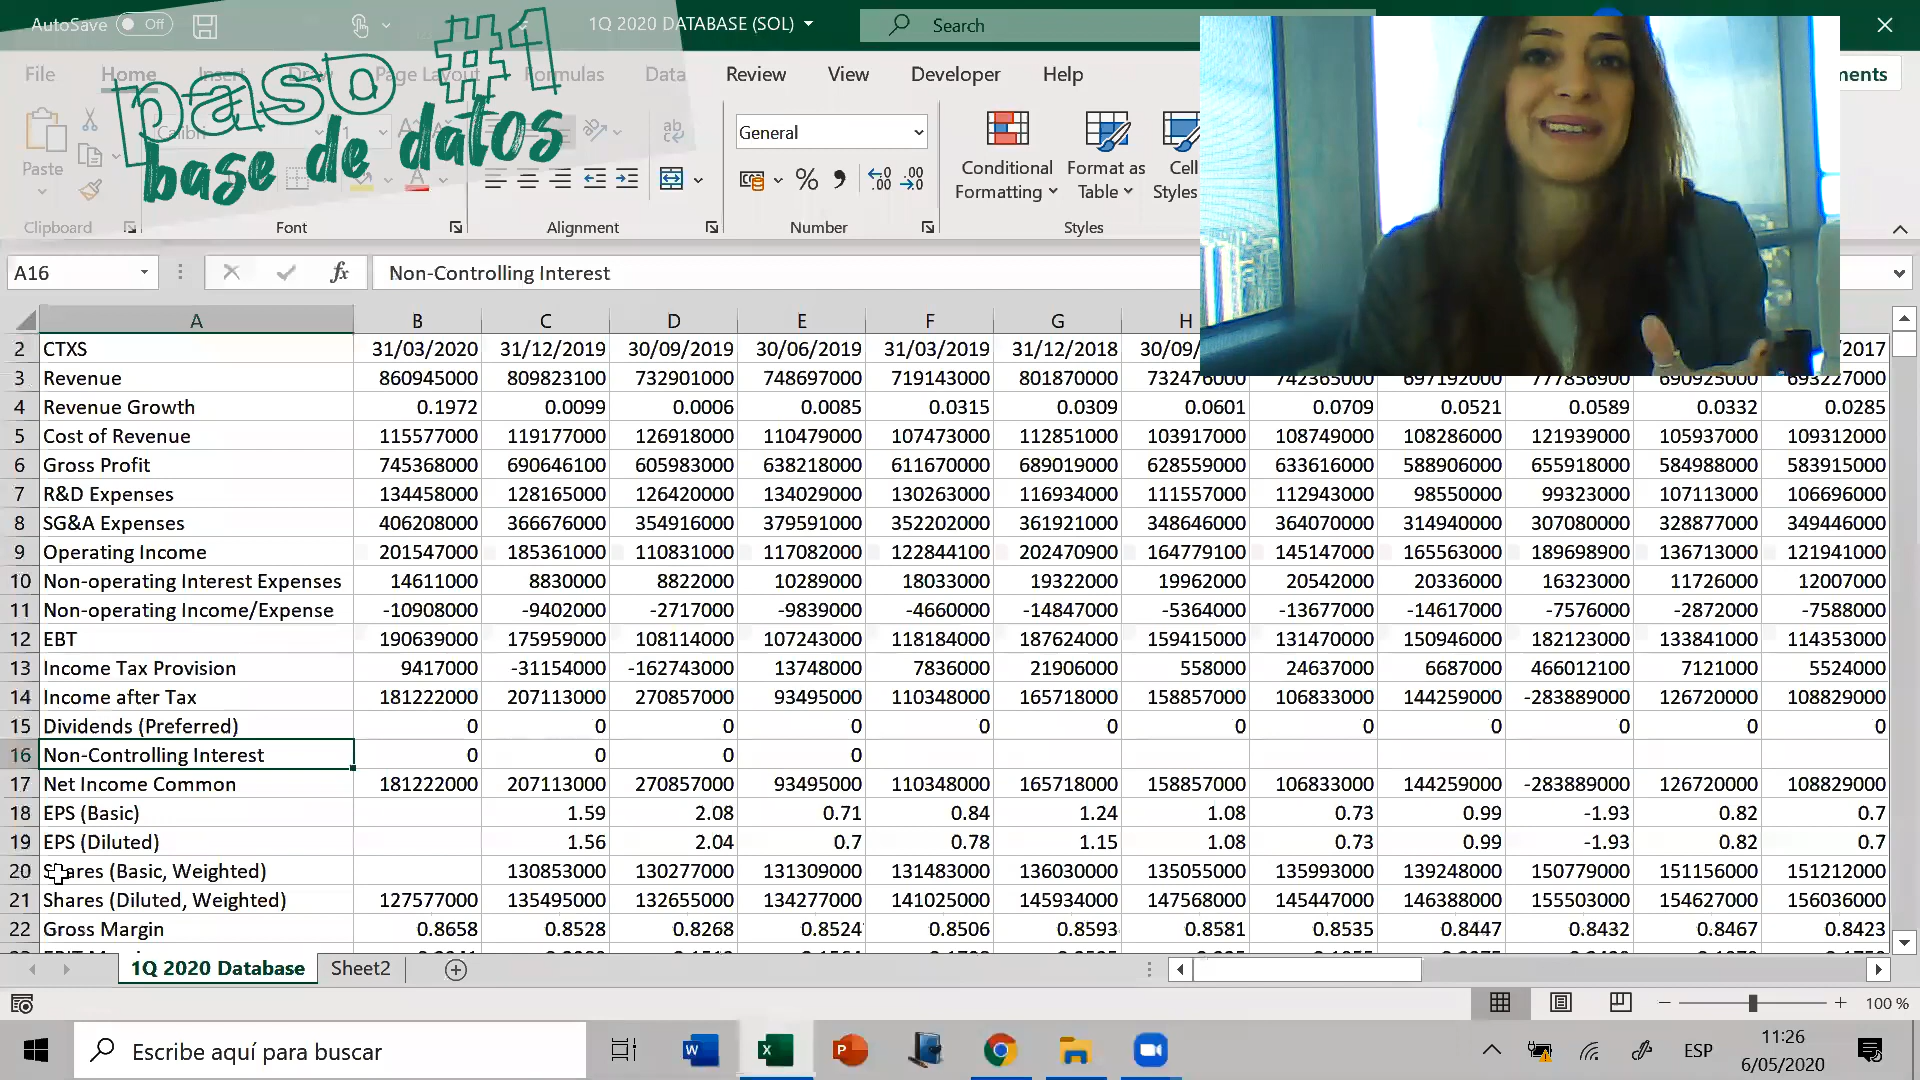 AutoSave Off 1Q 2020 DATABASE (SOL) Search
paso #1
base de datos
File Home Insert Draw Page Layout Formulas Data Review View Developer Help
Calibri
General
Paste
Conditional Formatting
Format as Table
Cell Styles
Clipboard Font Alignment Number Styles
A16 fx Non-Controlling Interest
A B C D E F G H
2 CTXS 31/03/2020 31/12/2019 30/09/2019 30/06/2019 31/03/2019 31/12/2018 30/09/ /2017
3 Revenue 860945000 809823100 732901000 748697000 719143000 801870000 732476000 742365000 697192000 777856900 690925000 693227000
4 Revenue Growth 0.1972 0.0099 0.0006 0.0085 0.0315 0.0309 0.0601 0.0709 0.0521 0.0589 0.0332 0.0285
5 Cost of Revenue 115577000 119177000 126918000 110479000 107473000 112851000 103917000 108749000 108286000 121939000 105937000 109312000
6 Gross Profit 745368000 690646100 605983000 638218000 611670000 689019000 628559000 633616000 588906000 655918000 584988000 583915000
7 R&D Expenses 134458000 128165000 126420000 134029000 130263000 116934000 111557000 112943000 98550000 99323000 107113000 106696000
8 SG&A Expenses 406208000 366676000 354916000 379591000 352202000 361921000 348646000 364070000 314940000 307080000 328877000 349446000
9 Operating Income 201547000 185361000 110831000 117082000 122844100 202470900 164779100 145147000 165563000 189698900 136713000 121941000
10 Non-operating Interest Expenses 14611000 8830000 8822000 10289000 18033000 19322000 19962000 20542000 20336000 16323000 11726000 12007000
11 Non-operating Income/Expense -10908000 -9402000 -2717000 -9839000 -4660000 -14847000 -5364000 -13677000 -14617000 -7576000 -2872000 -7588000
12 EBT 190639000 175959000 108114000 107243000 118184000 187624000 159415000 131470000 150946000 182123000 133841000 114353000
13 Income Tax Provision 9417000 -31154000 -162743000 13748000 7836000 21906000 558000 24637000 6687000 466012100 7121000 5524000
14 Income after Tax 181222000 207113000 270857000 93495000 110348000 165718000 158857000 106833000 144259000 -283889000 126720000 108829000
15 Dividends (Preferred) 0 0 0 0 0 0 0 0 0 0 0 0
16 Non-Controlling Interest 0 0 0 0
17 Net Income Common 181222000 207113000 270857000 93495000 110348000 165718000 158857000 106833000 144259000 -283889000 126720000 108829000
18 EPS (Basic) 1.59 2.08 0.71 0.84 1.24 1.08 0.73 0.99 -1.93 0.82 0.7
19 EPS (Diluted) 1.56 2.04 0.7 0.78 1.15 1.08 0.73 0.99 -1.93 0.82 0.7
20 Shares (Basic, Weighted) 130853000 130277000 131309000 131483000 136030000 135055000 135993000 139248000 150779000 151156000 151212000
21 Shares (Diluted, Weighted) 127577000 135495000 132655000 134277000 141025000 145934000 147568000 145447000 146388000 155503000 154627000 156036000
22 Gross Margin 0.8658 0.8528 0.8268 0.8524 0.8506 0.8593 0.8581 0.8535 0.8447 0.8432 0.8467 0.8423
1Q 2020 Database Sheet2
100 %
Escribe aquí para buscar
ESP
11:26
6/05/2020